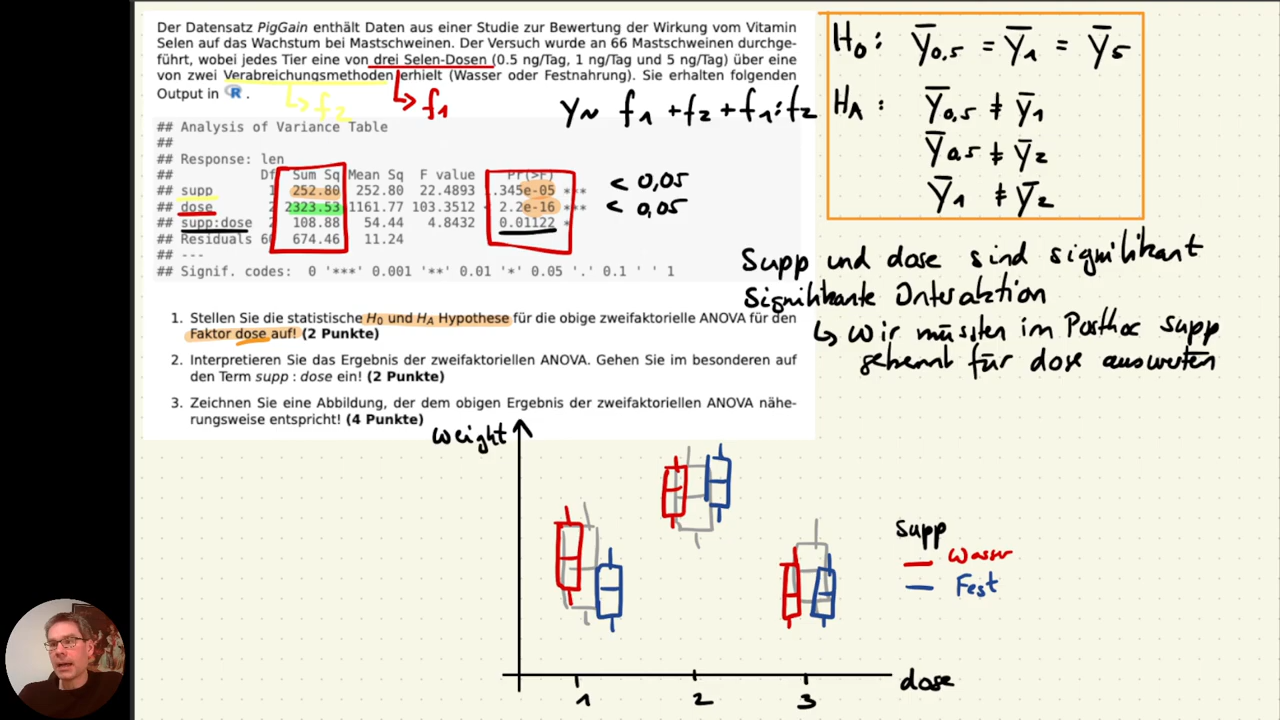 Der Datensatz PigGain enthält Daten aus einer Studie zur Bewertung der Wirkung vom Vitamin
Selen auf das Wachstum bei Mastschweinen. Der Versuch wurde an 66 Mastschweinen durchge-
führt, wobei jedes Tier eine von drei Selen-Dosen (0.5 ng/Tag, 1 ng/Tag und 5 ng/Tag) über eine
von zwei Verabreichungsmethoden erhielt (Wasser oder Festnahrung). Sie erhalten folgenden
Output in R .
f2
f1
y ~ f1 + f2 + f1:f2
## Analysis of Variance Table
##
## Response: len
## Df Sum Sq Mean Sq F value Pr(>F)
## supp 1 252.80 252.80 22.4893 1.345e-05 *** < 0,05
## dose 2 2323.53 1161.77 103.3512 < 2.2e-16 *** < 0,05
## supp:dose 2 108.88 54.44 4.8432 0.01122 *
## Residuals 60 674.46 11.24
## ---
## Signif. codes: 0 '***' 0.001 '**' 0.01 '*' 0.05 '.' 0.1 ' ' 1
H0: ȳ0,5 = ȳ1 = ȳ5
HA: ȳ0,5 ≠ ȳ1
ȳ0,5 ≠ ȳ2
ȳ1 ≠ ȳ2
Supp und dose sind signifikant
Signifikante Interaktion
↳ Wir müssten im Posthoc supp
getrennt für dose auswerten
1. Stellen Sie die statistische H0 und HA Hypothese für die obige zweifaktorielle ANOVA für den
Faktor dose auf! (2 Punkte)
2. Interpretieren Sie das Ergebnis der zweifaktoriellen ANOVA. Gehen Sie im besonderen auf
den Term supp : dose ein! (2 Punkte)
3. Zeichnen Sie eine Abbildung, der dem obigen Ergebnis der zweifaktoriellen ANOVA nähe-
rungsweise entspricht! (4 Punkte)
weight
Supp
Wasser
Fest
dose
1 2 3